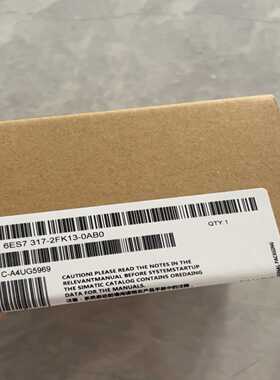 6ES7 317-2FK13-0AB0
QTY:1
C-A4UG5969
CAUTION! PLEASE READ THE NOTES IN THE
RELEVANTMANUAL BEFORE SYSTEMSTARTUP
THE SIMATIC CATALOG CONTAINS OREDAING
DATA FOR THE MANUALS.